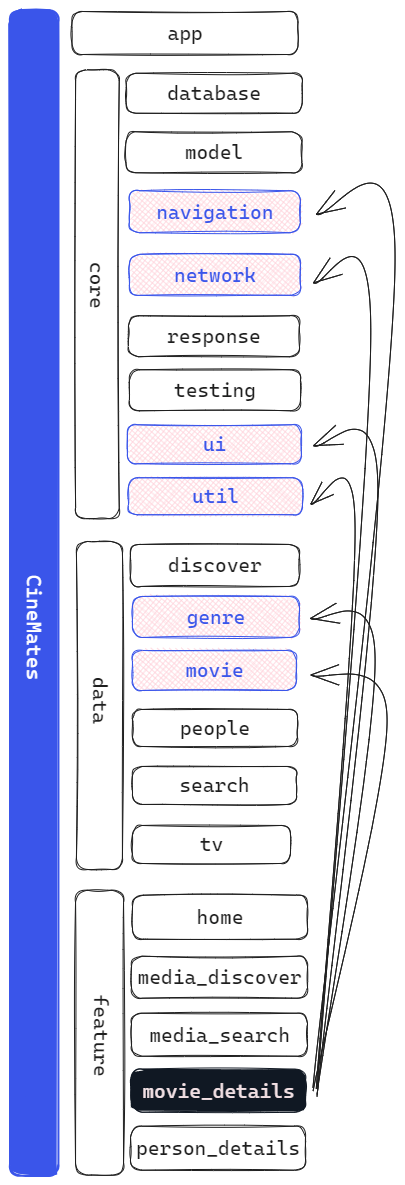 CineMates
app
core
database
model
navigation
network
response
testing
ui
util
data
discover
genre
movie
people
search
tv
feature
home
media_discover
media_search
movie_details
person_details